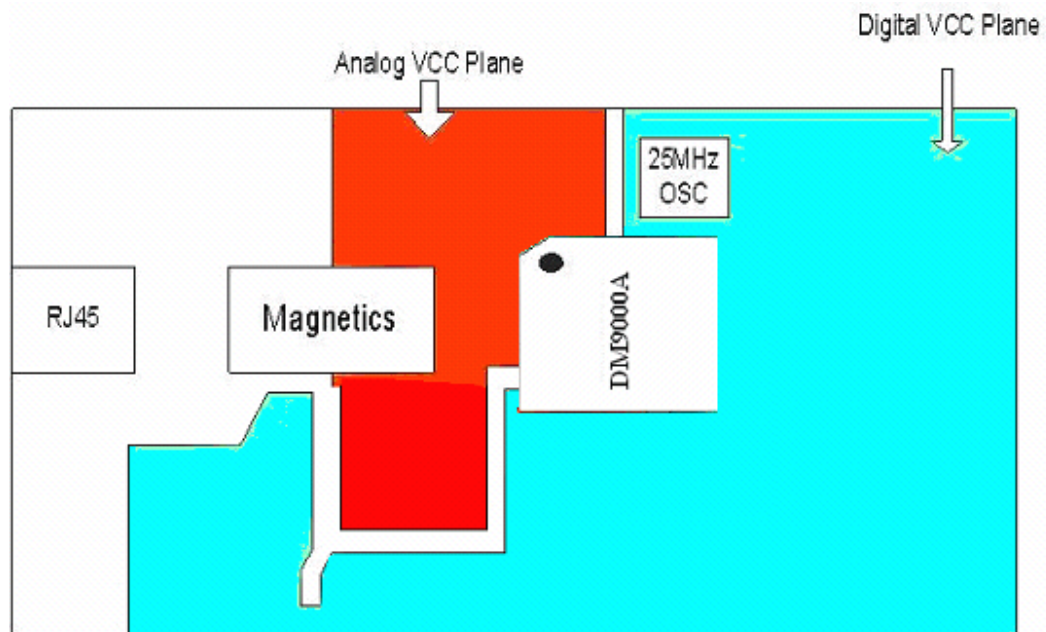 Digital VCC Plane
Analog VCC Plane
25MHz
OSC
RJ45
Magnetics
DM9000A